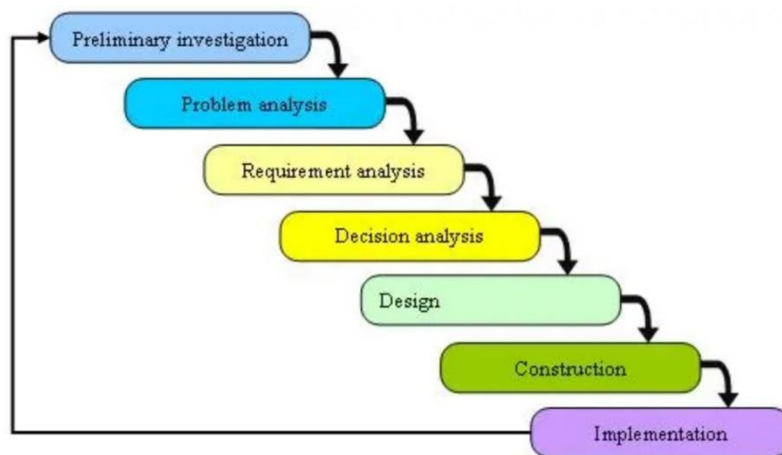 Preliminary investigation
Problem analysis
Requirement analysis
Decision analysis
Design
Construction
Implementation